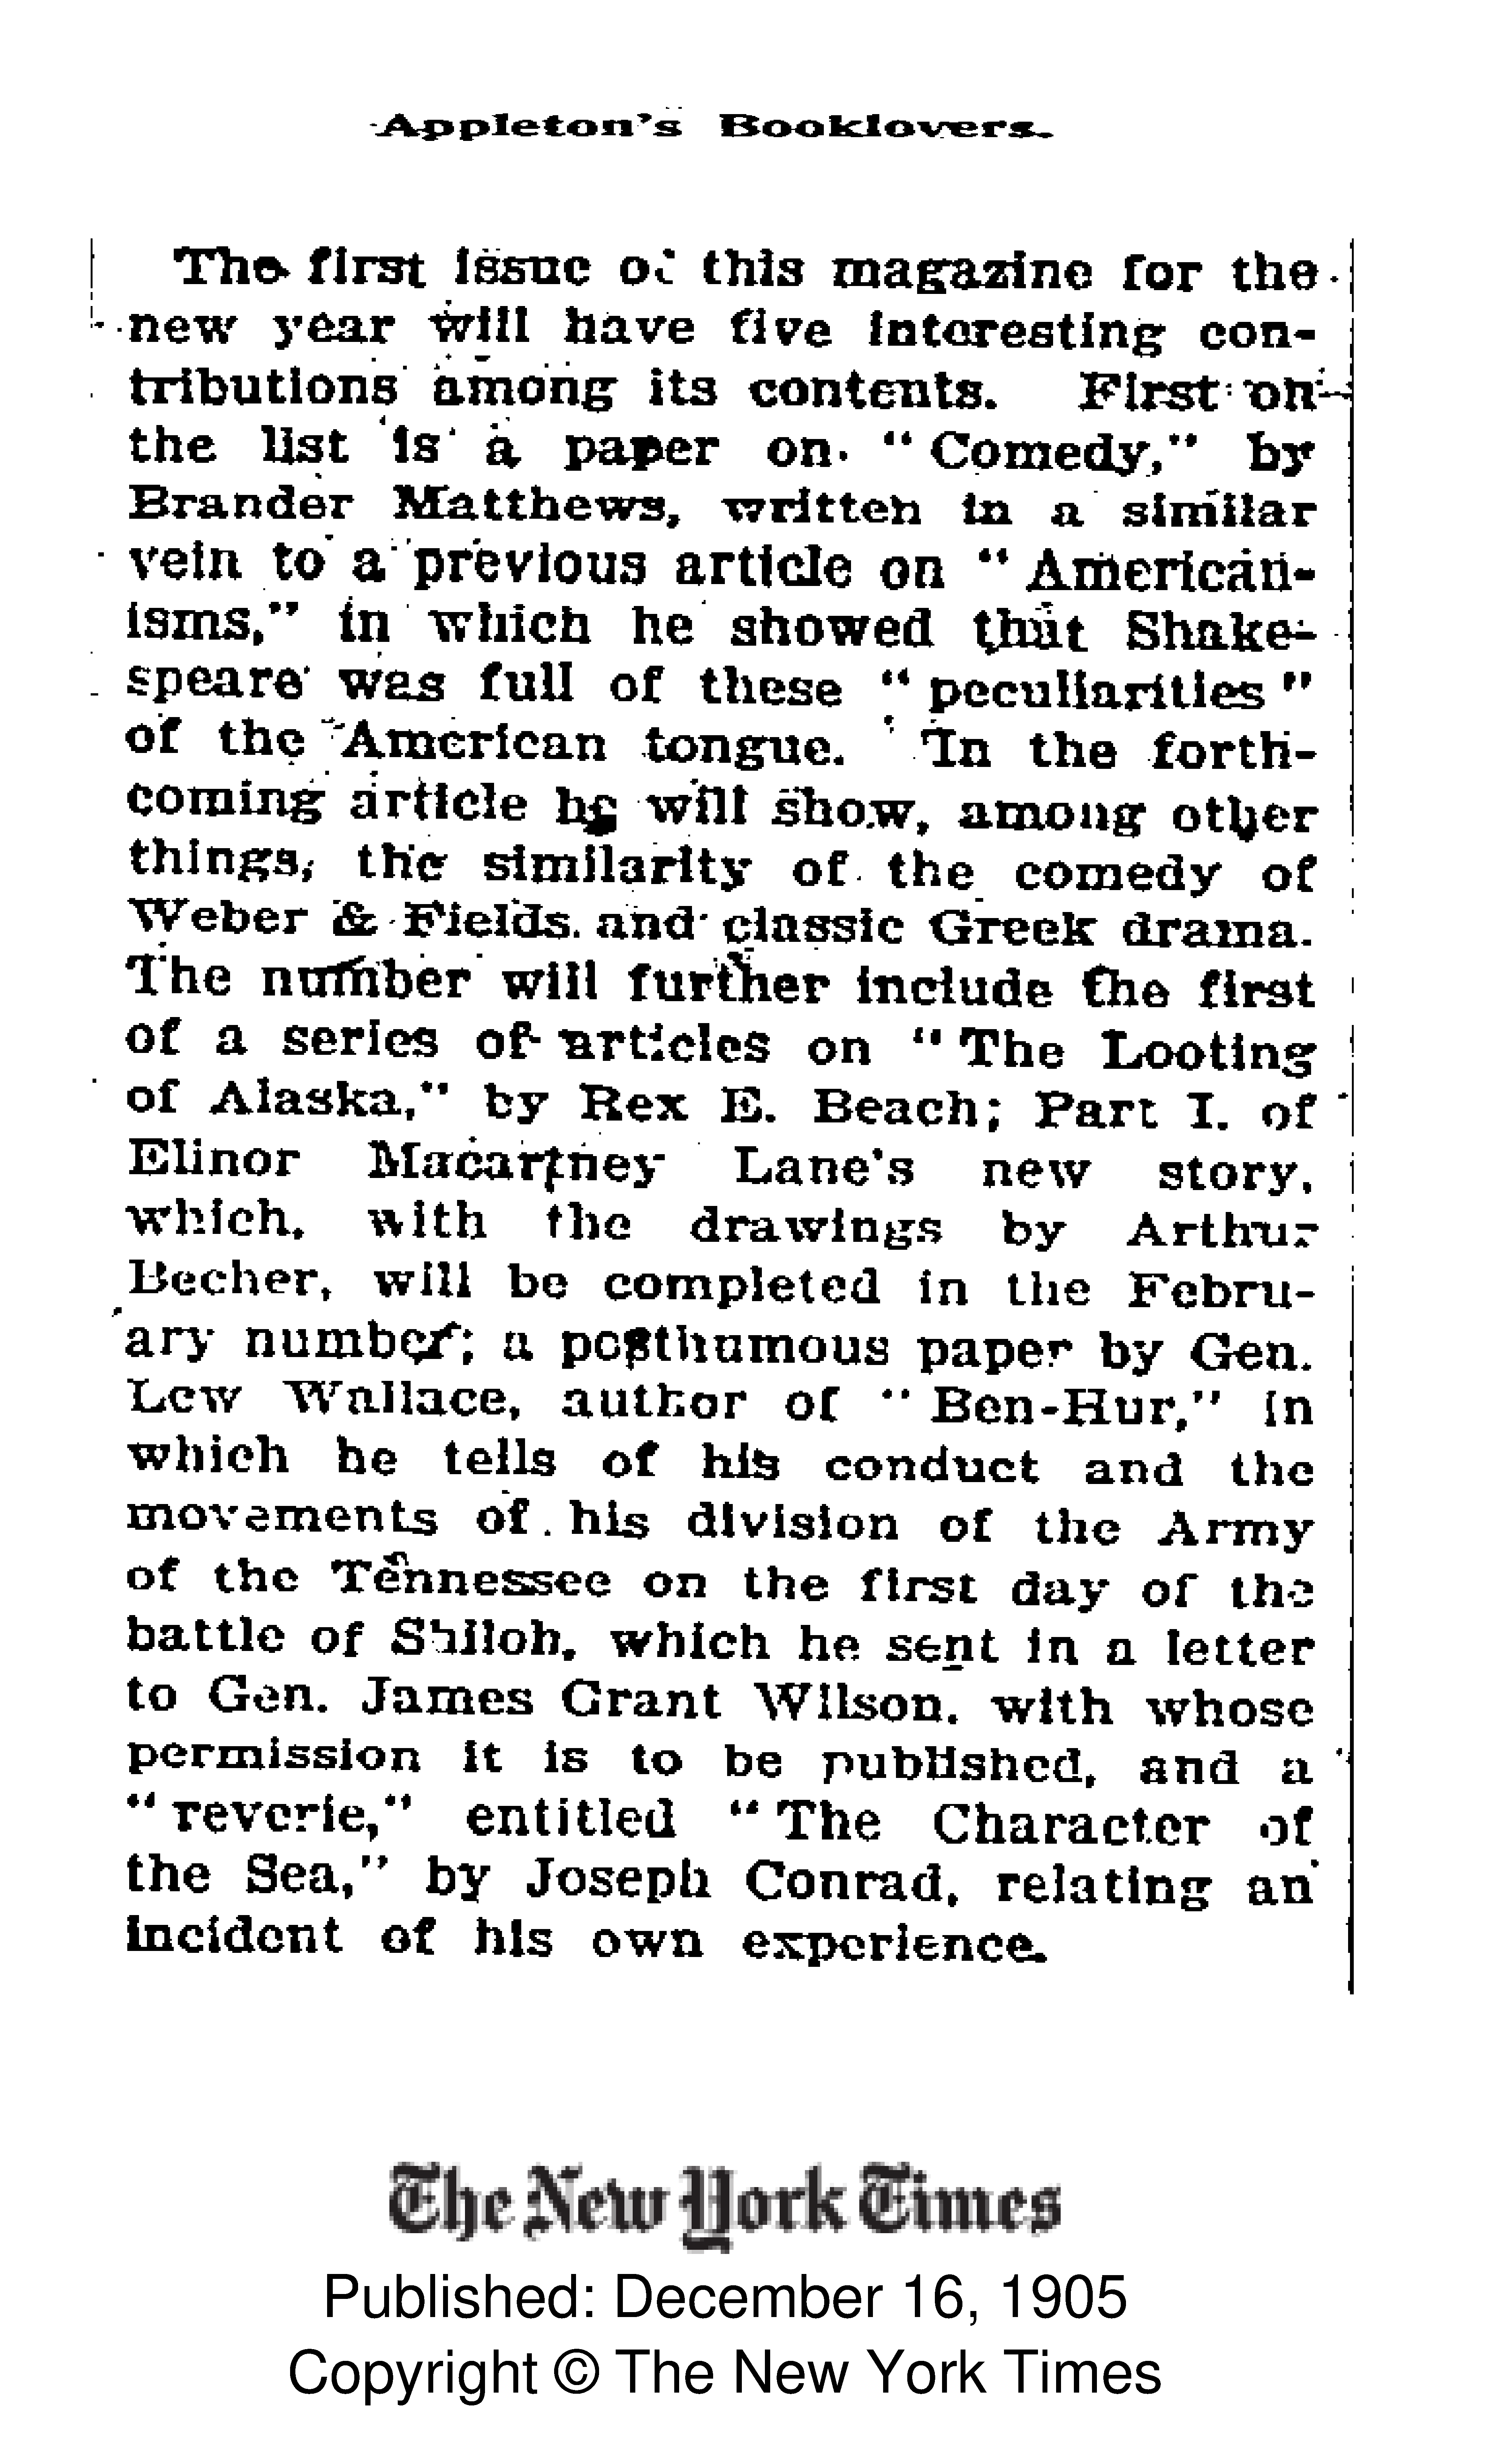 Appleton's Booklovers.
The first issue of this magazine for the
new year will have five interesting con-
tributions among its contents. First on
the list is a paper on "Comedy," by
Brander Matthews, written in a similar
vein to a previous article on "American-
isms," in which he showed that Shake-
speare was full of these "peculiarities"
of the American tongue. In the forth-
coming article he will show, among other
things, the similarity of the comedy of
Weber & Fields and classic Greek drama.
The number will further include the first
of a series of articles on "The Looting
of Alaska," by Rex E. Beach; Part I. of
Elinor Macartney Lane's new story,
which, with the drawings by Arthur
Becher, will be completed in the Febru-
ary number; a posthumous paper by Gen.
Lew Wallace, author of "Ben-Hur," in
which he tells of his conduct and the
movements of his division of the Army
of the Tennessee on the first day of the
battle of Shiloh, which he sent in a letter
to Gen. James Grant Wilson, with whose
permission it is to be published, and a
"reverie," entitled "The Character of
the Sea," by Joseph Conrad, relating an
incident of his own experience.
The New York Times
Published: December 16, 1905
Copyright © The New York Times